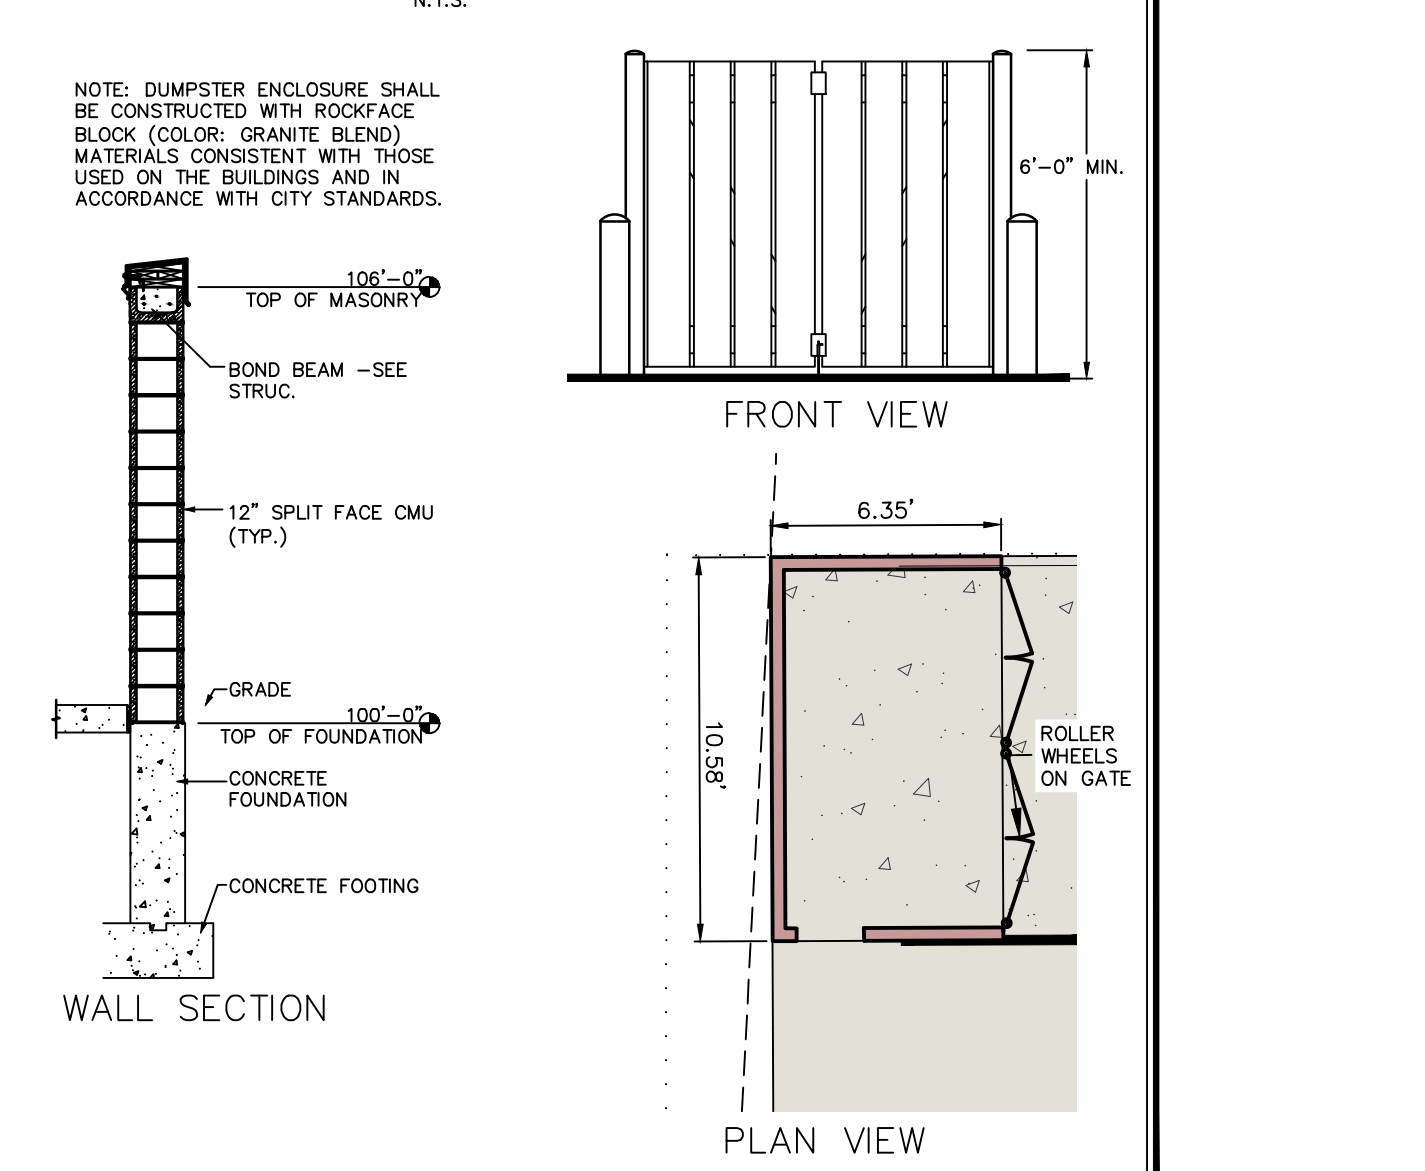 N.T.S.
NOTE: DUMPSTER ENCLOSURE SHALL
BE CONSTRUCTED WITH ROCKFACE
BLOCK (COLOR: GRANITE BLEND)
MATERIALS CONSISTENT WITH THOSE
USED ON THE BUILDINGS AND IN
ACCORDANCE WITH CITY STANDARDS.
106'-0"
TOP OF MASONRY
BOND BEAM -SEE
STRUC.
12" SPLIT FACE CMU
(TYP.)
GRADE
100'-0"
TOP OF FOUNDATION
CONCRETE
FOUNDATION
CONCRETE FOOTING
WALL SECTION
6'-0" MIN.
FRONT VIEW
6.35'
10.58'
ROLLER
WHEELS
ON GATE
PLAN VIEW